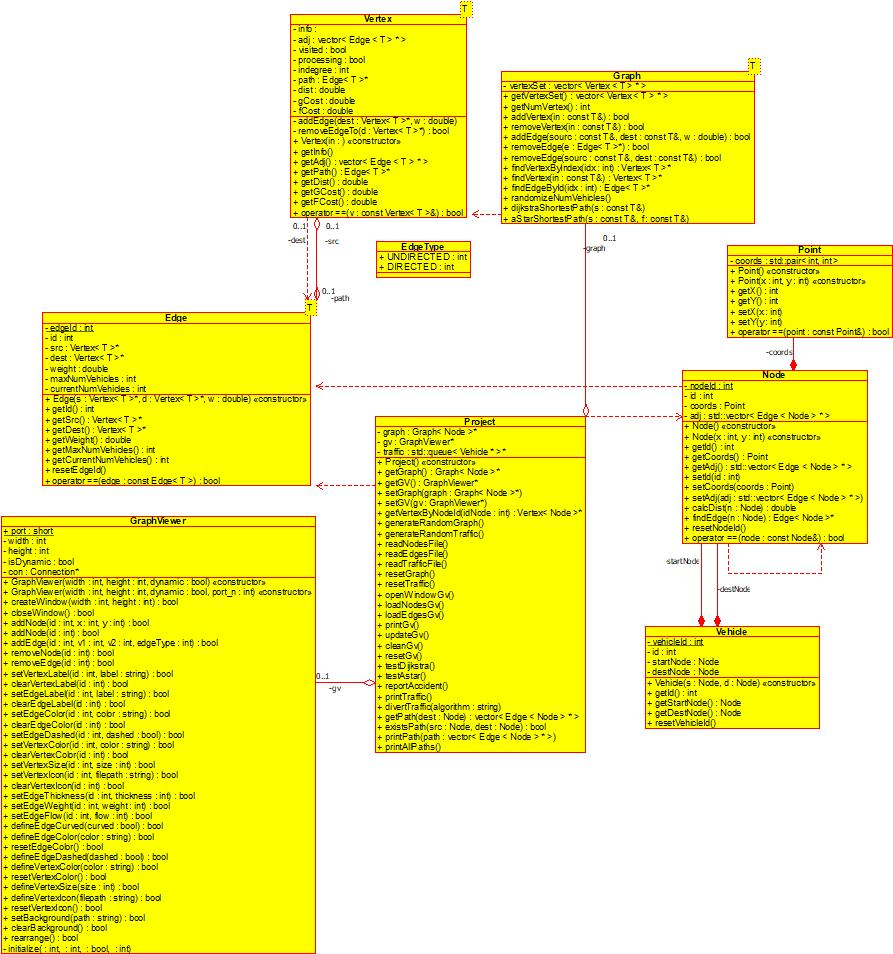 T
Vertex
- info :
- adj : vector< Edge < T > * >
- visited : bool
- processing : bool
- indegree : int
- path : Edge< T >*
- dist : double
- gCost : double
- fCost : double
- addEdge(dest : Vertex< T >*, w : double)
- removeEdgeTo(d : Vertex< T >*) : bool
+ Vertex(in : ) «constructor»
+ getInfo()
+ getAdj() : vector< Edge < T > * >
+ getPath() : Edge< T >*
+ getDist() : double
+ getGCost() : double
+ getFCost() : double
+ operator ==(v : const Vertex< T >&) : bool
T
Graph
- vertexSet : vector< Vertex < T > * >
+ getVertexSet() : vector< Vertex < T > * >
+ getNumVertex() : int
+ addVertex(in : const T&) : bool
+ removeVertex(in : const T&) : bool
+ addEdge(sourc : const T&, dest : const T&, w : double) : bool
+ removeEdge(e : Edge< T >*) : bool
+ removeEdge(sourc : const T&, dest : const T&) : bool
+ findVertexByIndex(idx : int) : Vertex< T >*
+ findVertex(in : const T&) : Vertex< T >*
+ findEdgeById(idx : int) : Edge< T >*
+ randomizeNumVehicles()
+ dijkstraShortestPath(s : const T&)
+ aStarShortestPath(s : const T&, f : const T&)
0..1
0..1
-dest
-src
0..1
-path
0..1
-graph
EdgeType
+ UNDIRECTED : int
+ DIRECTED : int
Point
- coords : std::pair< int, int>
+ Point() «constructor»
+ Point(x : int, y : int) «constructor»
+ getX() : int
+ getY() : int
+ setX(x : int)
+ setY(y : int)
+ operator ==(point : const Point&) : bool
-coords
T
Edge
- edgeId : int
- id : int
- src : Vertex< T >*
- dest : Vertex< T >*
- weight : double
- maxNumVehicles : int
- currentNumVehicles : int
+ Edge(s : Vertex< T >*, d : Vertex< T >*, w : double) «constructor»
+ getId() : int
+ getSrc() : Vertex< T >*
+ getDest() : Vertex< T >*
+ getWeight() : double
+ getMaxNumVehicles() : int
+ getCurrentNumVehicles() : int
+ resetEdgeId()
+ operator ==(edge : const Edge< T >) : bool
Node
- nodeId : int
- id : int
- coords : Point
- adj : std::vector< Edge < Node > * >
+ Node() «constructor»
+ Node(x : int, y : int) «constructor»
+ getId() : int
+ getCoords() : Point
+ getAdj() : std::vector< Edge < Node > * >
+ setId(id : int)
+ setCoords(coords : Point)
+ setAdj(adj : std::vector< Edge < Node > * >)
+ calcDist(n : Node) : double
+ findEdge(n : Node) : Edge< Node >*
+ resetNodeId()
+ operator ==(node : const Node&) : bool
-startNode
-destNode
Project
- graph : Graph< Node >*
- gv : GraphViewer*
- traffic : std::queue< Vehicle * >
+ Project() «constructor»
+ getGraph() : Graph< Node >*
+ getGV() : GraphViewer*
+ setGraph(graph : Graph< Node >*)
+ setGV(gv : GraphViewer*)
+ getVertexByNodeId(idNode : int) : Vertex< Node >*
+ generateRandomGraph()
+ generateRandomTraffic()
+ readNodesFile()
+ readEdgesFile()
+ readTrafficFile()
+ resetGraph()
+ resetTraffic()
+ openWindowGv()
+ loadNodesGv()
+ loadEdgesGv()
+ printGv()
+ updateGv()
+ cleanGv()
+ resetGv()
+ testDijkstra()
+ testAstar()
+ reportAccident()
+ printTraffic()
+ divertTraffic(algorithm : string)
+ getPath(dest : Node) : vector< Edge < Node > * >
+ existsPath(src : Node, dest : Node) : bool
+ printPath(path : vector< Edge < Node > * >)
+ printAllPaths()
0..1
-gv
GraphViewer
+ port : short
- width : int
- height : int
- isDynamic : bool
- con : Connection*
+ GraphViewer(width : int, height : int, dynamic : bool) «constructor»
+ GraphViewer(width : int, height : int, dynamic : bool, port_n : int) «constructor»
+ createWindow(width : int, height : int) : bool
+ closeWindow() : bool
+ addNode(id : int, x : int, y : int) : bool
+ addNode(id : int) : bool
+ addEdge(id : int, v1 : int, v2 : int, edgeType : int) : bool
+ removeNode(id : int) : bool
+ removeEdge(id : int) : bool
+ setVertexLabel(id : int, label : string) : bool
+ clearVertexLabel(id : int) : bool
+ setEdgeLabel(id : int, label : string) : bool
+ clearEdgeLabel(id : int) : bool
+ setEdgeColor(id : int, color : string) : bool
+ clearEdgeColor(id : int) : bool
+ setEdgeDashed(id : int, dashed : bool) : bool
+ setVertexColor(id : int, color : string) : bool
+ clearVertexColor(id : int) : bool
+ setVertexSize(id : int, size : int) : bool
+ setVertexIcon(id : int, filepath : string) : bool
+ clearVertexIcon(id : int) : bool
+ setEdgeThickness(id : int, thickness : int) : bool
+ setEdgeWeight(id : int, weight : int) : bool
+ setEdgeFlow(id : int, flow : int) : bool
+ defineEdgeCurved(curved : bool) : bool
+ defineEdgeColor(color : string) : bool
+ resetEdgeColor() : bool
+ defineEdgeDashed(dashed : bool) : bool
+ defineVertexColor(color : string) : bool
+ resetVertexColor() : bool
+ defineVertexSize(size : int) : bool
+ defineVertexIcon(filepath : string) : bool
+ resetVertexIcon() : bool
+ setBackground(path : string) : bool
+ clearBackground() : bool
+ rearrange() : bool
- initialize( : int, : int, : bool, : int)
Vehicle
- vehicleId : int
- id : int
- startNode : Node
- destNode : Node
+ Vehicle(s : Node, d : Node) «constructor»
+ getId() : int
+ getStartNode() : Node
+ getDestNode() : Node
+ resetVehicleId()